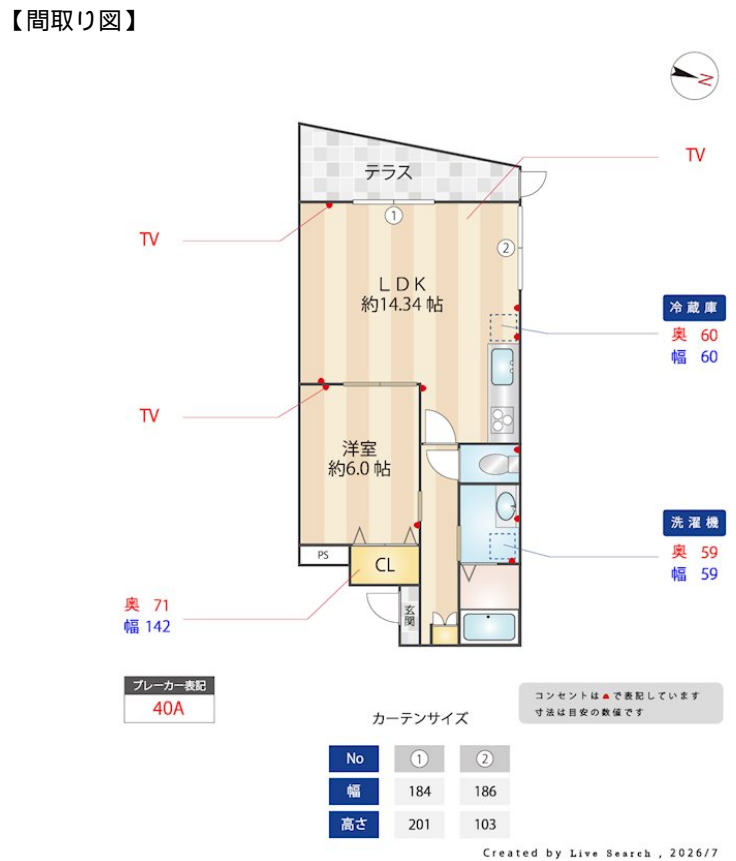 【間取り図】
N
テラス
TV
①
TV
②
LDK
約14.34 帖
冷蔵庫
奥 60
幅 60
TV
洋室
約6.0 帖
洗濯機
奥 59
幅 59
PS
CL
奥 71
幅 142
玄関
ブレーカー表記
40A
コンセントは で表記しています
寸法は目安の数値です
カーテンサイズ
No ① ②
幅 184 186
高さ 201 103
Created by Live Search , 2026/7